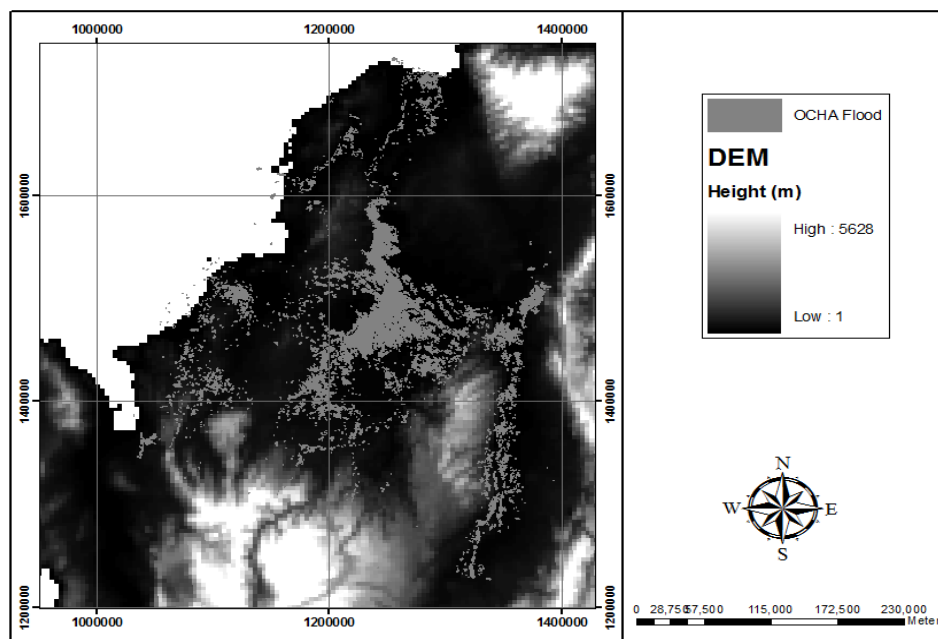 1000000 1200000 1400000
1600000 1600000
1400000 1400000
1200000 1200000
1000000 1200000 1400000
OCHA Flood
DEM
Height (m)
High : 5628
Low : 1
N
W E
S
0 28,750 57,500 115,000 172,500 230,000
Meter